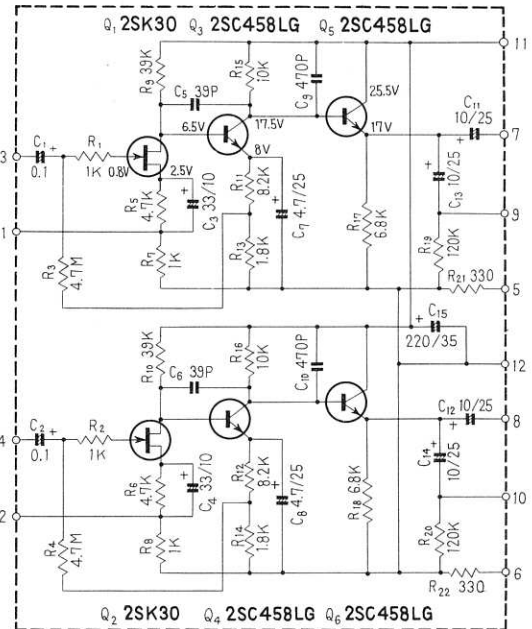 Q₁ 2SK30 Q₃ 2SC458LG Q₅ 2SC458LG
11
R₉ 39K
R₁₅ 10K
C₅ 39P
C₉ 470P
25.5V
C₁₁ 10/25
6.5V
17.5V
17V
7
3
C₁ + 0.1
R₁ 1K
0.8V
2.5V
8V
R₅ 4.7K
+ C₃ 33/10
R₁₁ 8.2K
+ C₇ 4.7/25
R₁₇ 6.8K
+ C₁₃ 10/25
9
1
R₃ 4.7M
R₇ 1K
R₁₃ 1.8K
R₁₉ 120K
R₂₁ 330
5
+ C₁₅ 220/35
12
R₁₀ 39K
R₁₆ 10K
C₆ 39P
C₁₀ 470P
C₁₂ 10/25
8
4
C₂ + 0.1
R₂ 1K
R₆ 4.7K
+ C₄ 33/10
R₁₂ 8.2K
+ C₈ 4.7/25
R₁₈ 6.8K
+ C₁₄ 10/25
10
2
R₄ 4.7M
R₈ 1K
R₁₄ 1.8K
R₂₀ 120K
R₂₂ 330
6
Q₂ 2SK30 Q₄ 2SC458LG Q₆ 2SC458LG